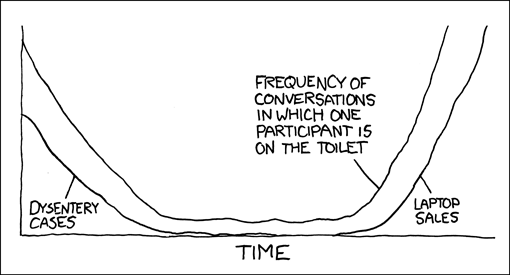 FREQUENCY OF
CONVERSATIONS
IN WHICH ONE
PARTICIPANT IS
ON THE TOILET
DYSENTERY
CASES
LAPTOP
SALES
TIME